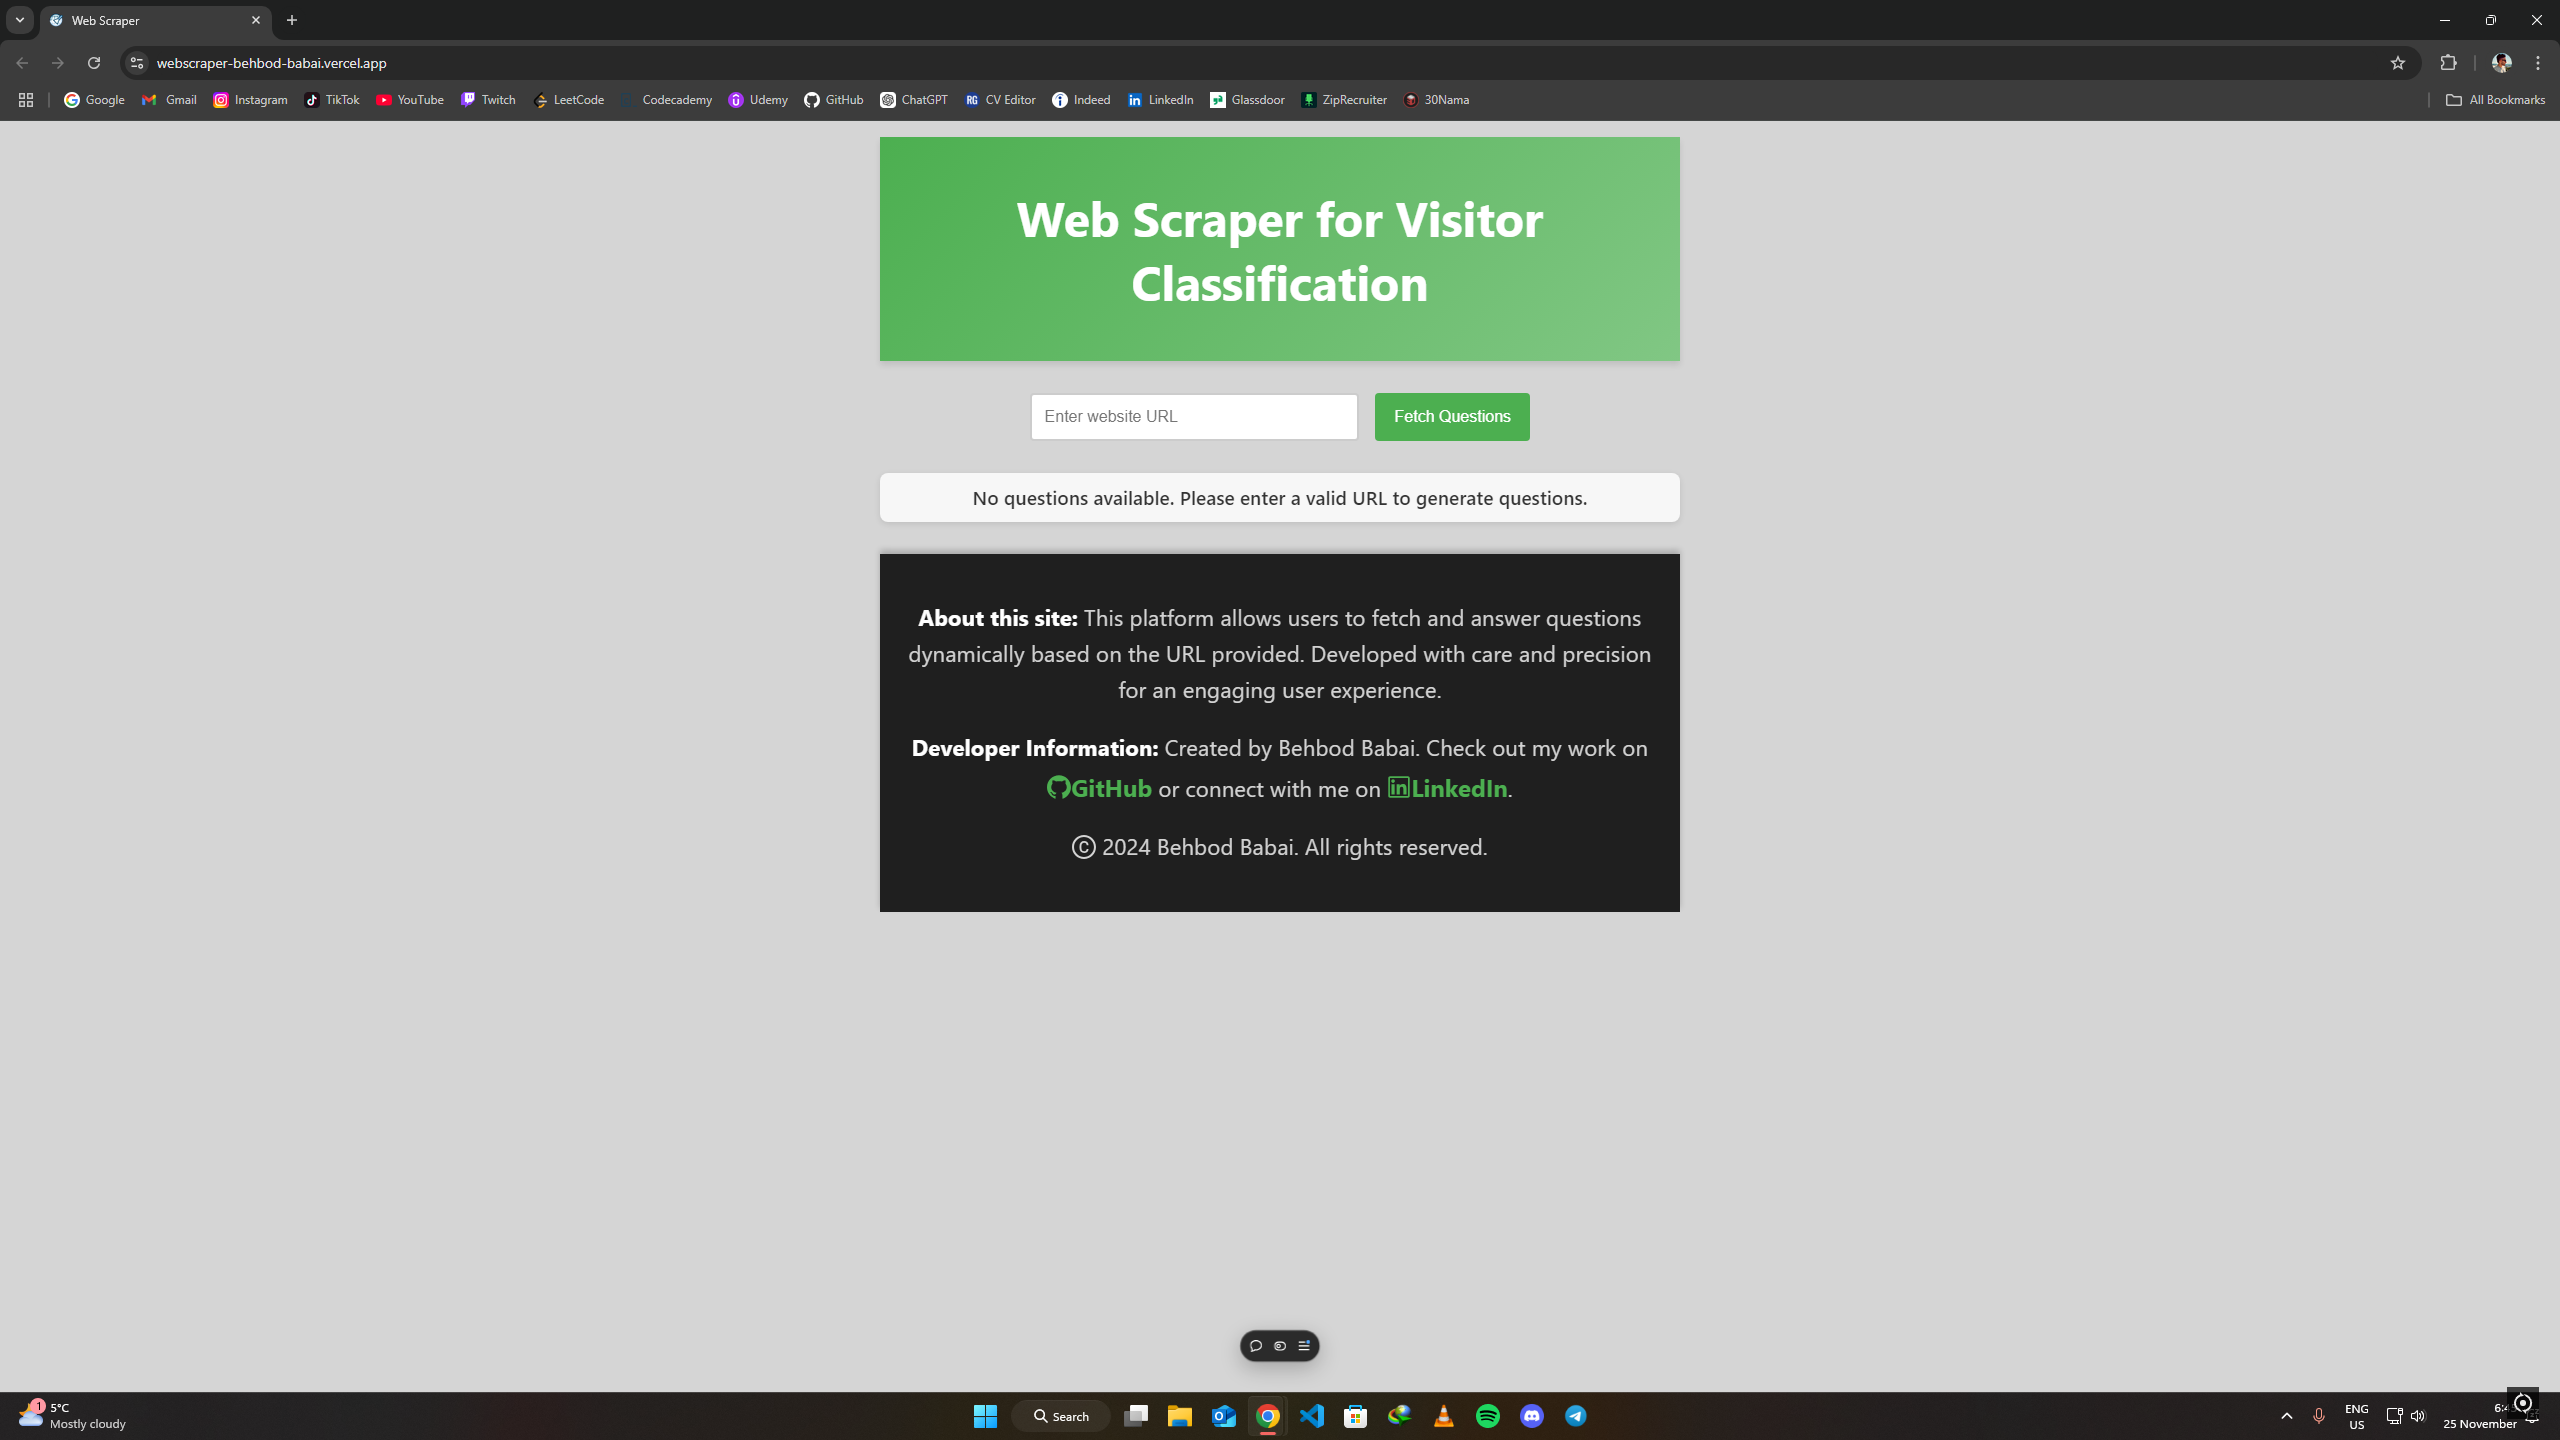 Web Scraper
webscraper-behbod-babai.vercel.app
Google Gmail Instagram TikTok YouTube Twitch LeetCode Codecademy Udemy GitHub ChatGPT CV Editor Indeed LinkedIn Glassdoor ZipRecruiter 30Nama All Bookmarks
Web Scraper for Visitor
Classification
Enter website URL Fetch Questions
No questions available. Please enter a valid URL to generate questions.
About this site: This platform allows users to fetch and answer questions
dynamically based on the URL provided. Developed with care and precision
for an engaging user experience.
Developer Information: Created by Behbod Babai. Check out my work on
GitHub or connect with me on LinkedIn.
© 2024 Behbod Babai. All rights reserved.
1 5°C
Mostly cloudy
Search
ENG
US
25 November